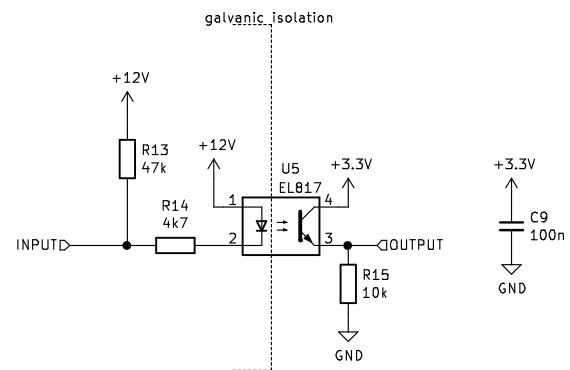 galvanic isolation
+12V
R13
47k
+12V
U5
EL817
+3.3V
+3.3V
R14
4k7
1
4
C9
100n
INPUT
2
3
OUTPUT
R15
10k
GND
GND